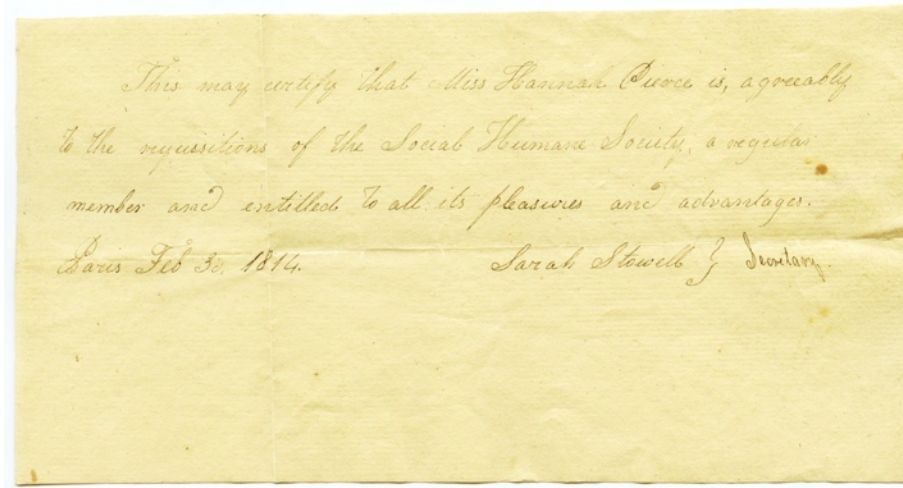 This may certify that Miss Hannah Pierce is, agreeably
to the requissitions of the Social Humane Society, a regular
member and entitled to all its pleasures and advantages.
Paris Feb 3d. 1814. Sarah Stowell } Secretary.